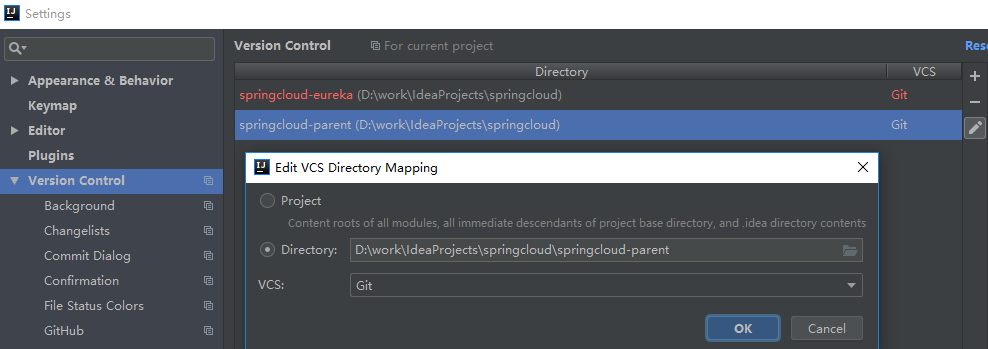 Settings
Version Control For current project Rese
Directory VCS
Appearance & Behavior
springcloud-eureka (D:\work\IdeaProjects\springcloud) Git
Keymap
springcloud-parent (D:\work\IdeaProjects\springcloud) Git
Editor
Plugins
Version Control
Background
Changelists
Commit Dialog
Confirmation
File Status Colors
GitHub
Edit VCS Directory Mapping
Project
Content roots of all modules, all immediate descendants of project base directory, and .idea directory contents
Directory: D:\work\IdeaProjects\springcloud\springcloud-parent
VCS: Git
OK Cancel